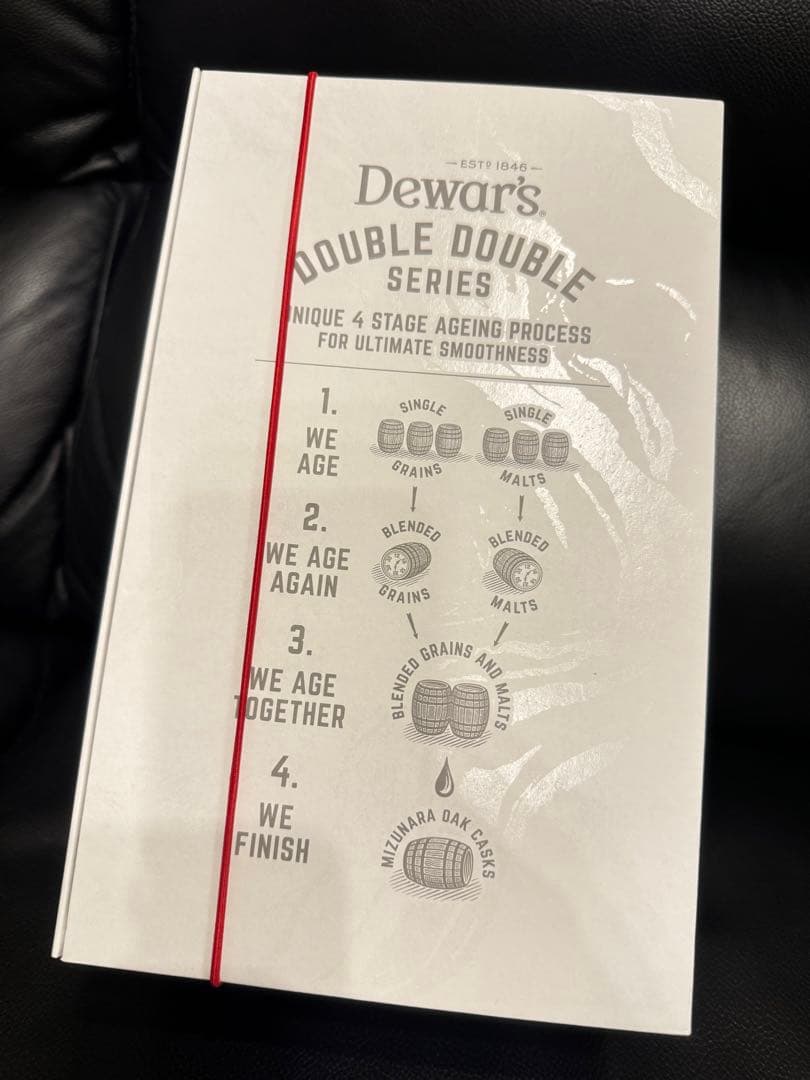 ESTD 1846
Dewar's
DOUBLE DOUBLE
SERIES
UNIQUE 4 STAGE AGEING PROCESS
FOR ULTIMATE SMOOTHNESS
1.
WE
AGE
SINGLE
GRAINS
SINGLE
MALTS
2.
WE AGE
AGAIN
BLENDED
GRAINS
BLENDED
MALTS
3.
WE AGE
TOGETHER
BLENDED GRAINS AND MALTS
4.
WE
FINISH
MIZUNARA OAK CASKS